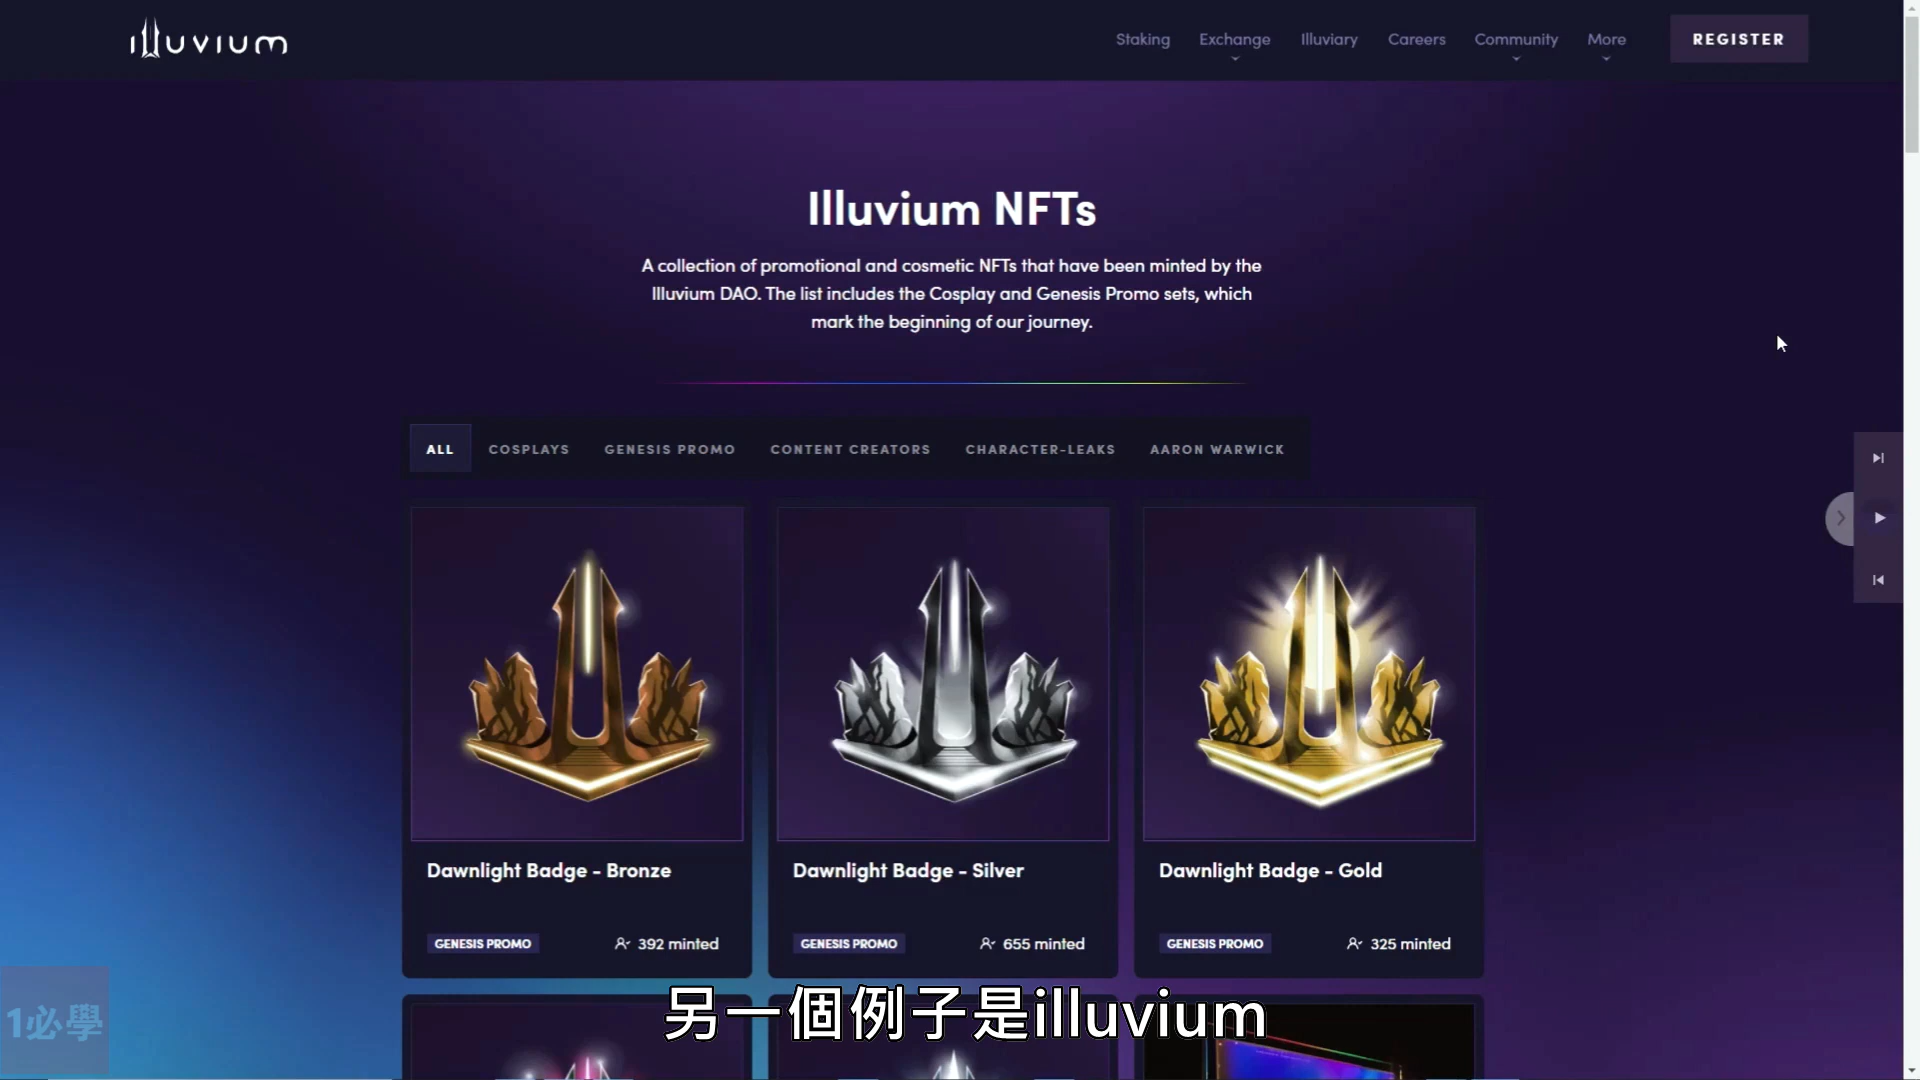 illuvium
Staking
Exchange
Illuviary
Careers
Community
More
REGISTER
Illuvium NFTs
A collection of promotional and cosmetic NFTs that have been minted by the
Illuvium DAO. The list includes the Cosplay and Genesis Promo sets, which
mark the beginning of our journey.
ALL
COSPLAYS
GENESIS PROMO
CONTENT CREATORS
CHARACTER-LEAKS
AARON WARWICK
Dawnlight Badge - Bronze
GENESIS PROMO
392 minted
Dawnlight Badge - Silver
GENESIS PROMO
655 minted
Dawnlight Badge - Gold
GENESIS PROMO
325 minted
另一個例子是illuvium
1必學